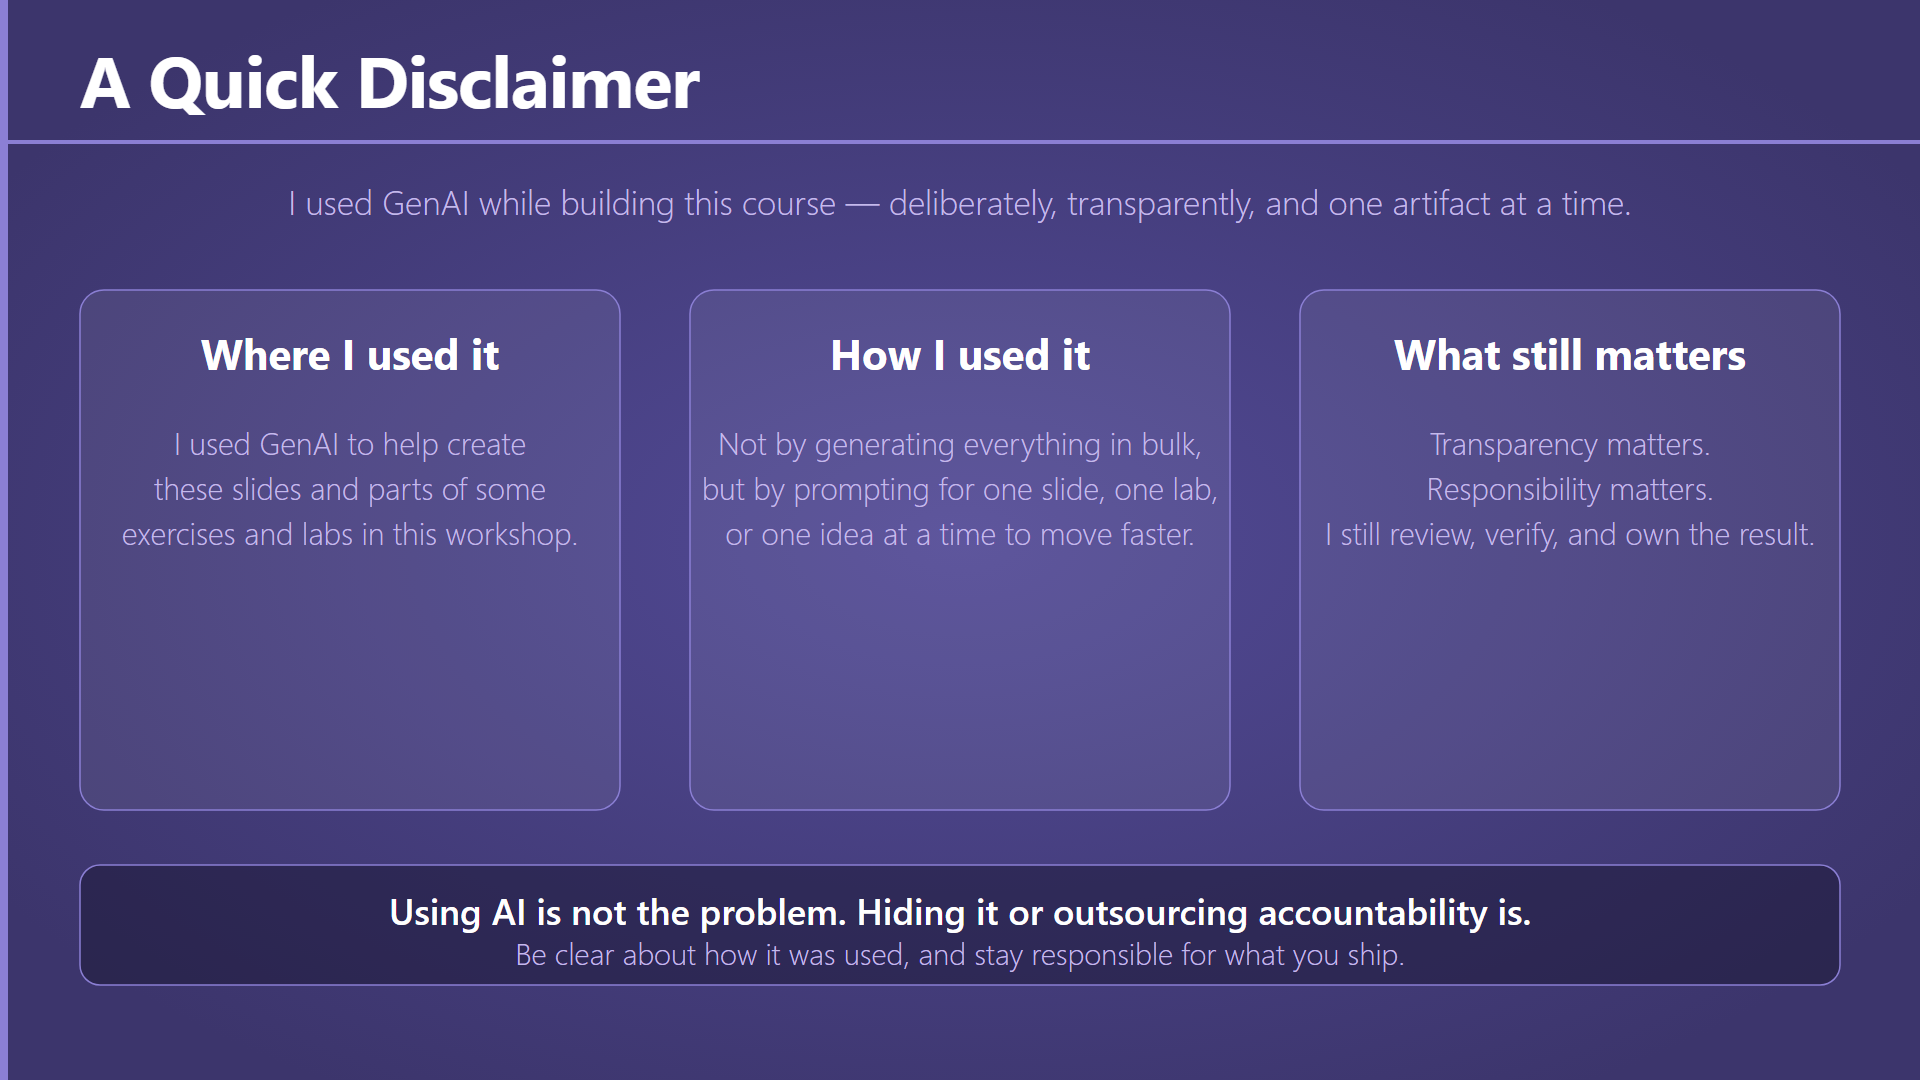 A Quick Disclaimer
I used GenAI while building this course — deliberately, transparently, and one artifact at a time.
Where I used it
I used GenAI to help create
these slides and parts of some
exercises and labs in this workshop.
How I used it
Not by generating everything in bulk,
but by prompting for one slide, one lab,
or one idea at a time to move faster.
What still matters
Transparency matters.
Responsibility matters.
I still review, verify, and own the result.
Using AI is not the problem. Hiding it or outsourcing accountability is.
Be clear about how it was used, and stay responsible for what you ship.